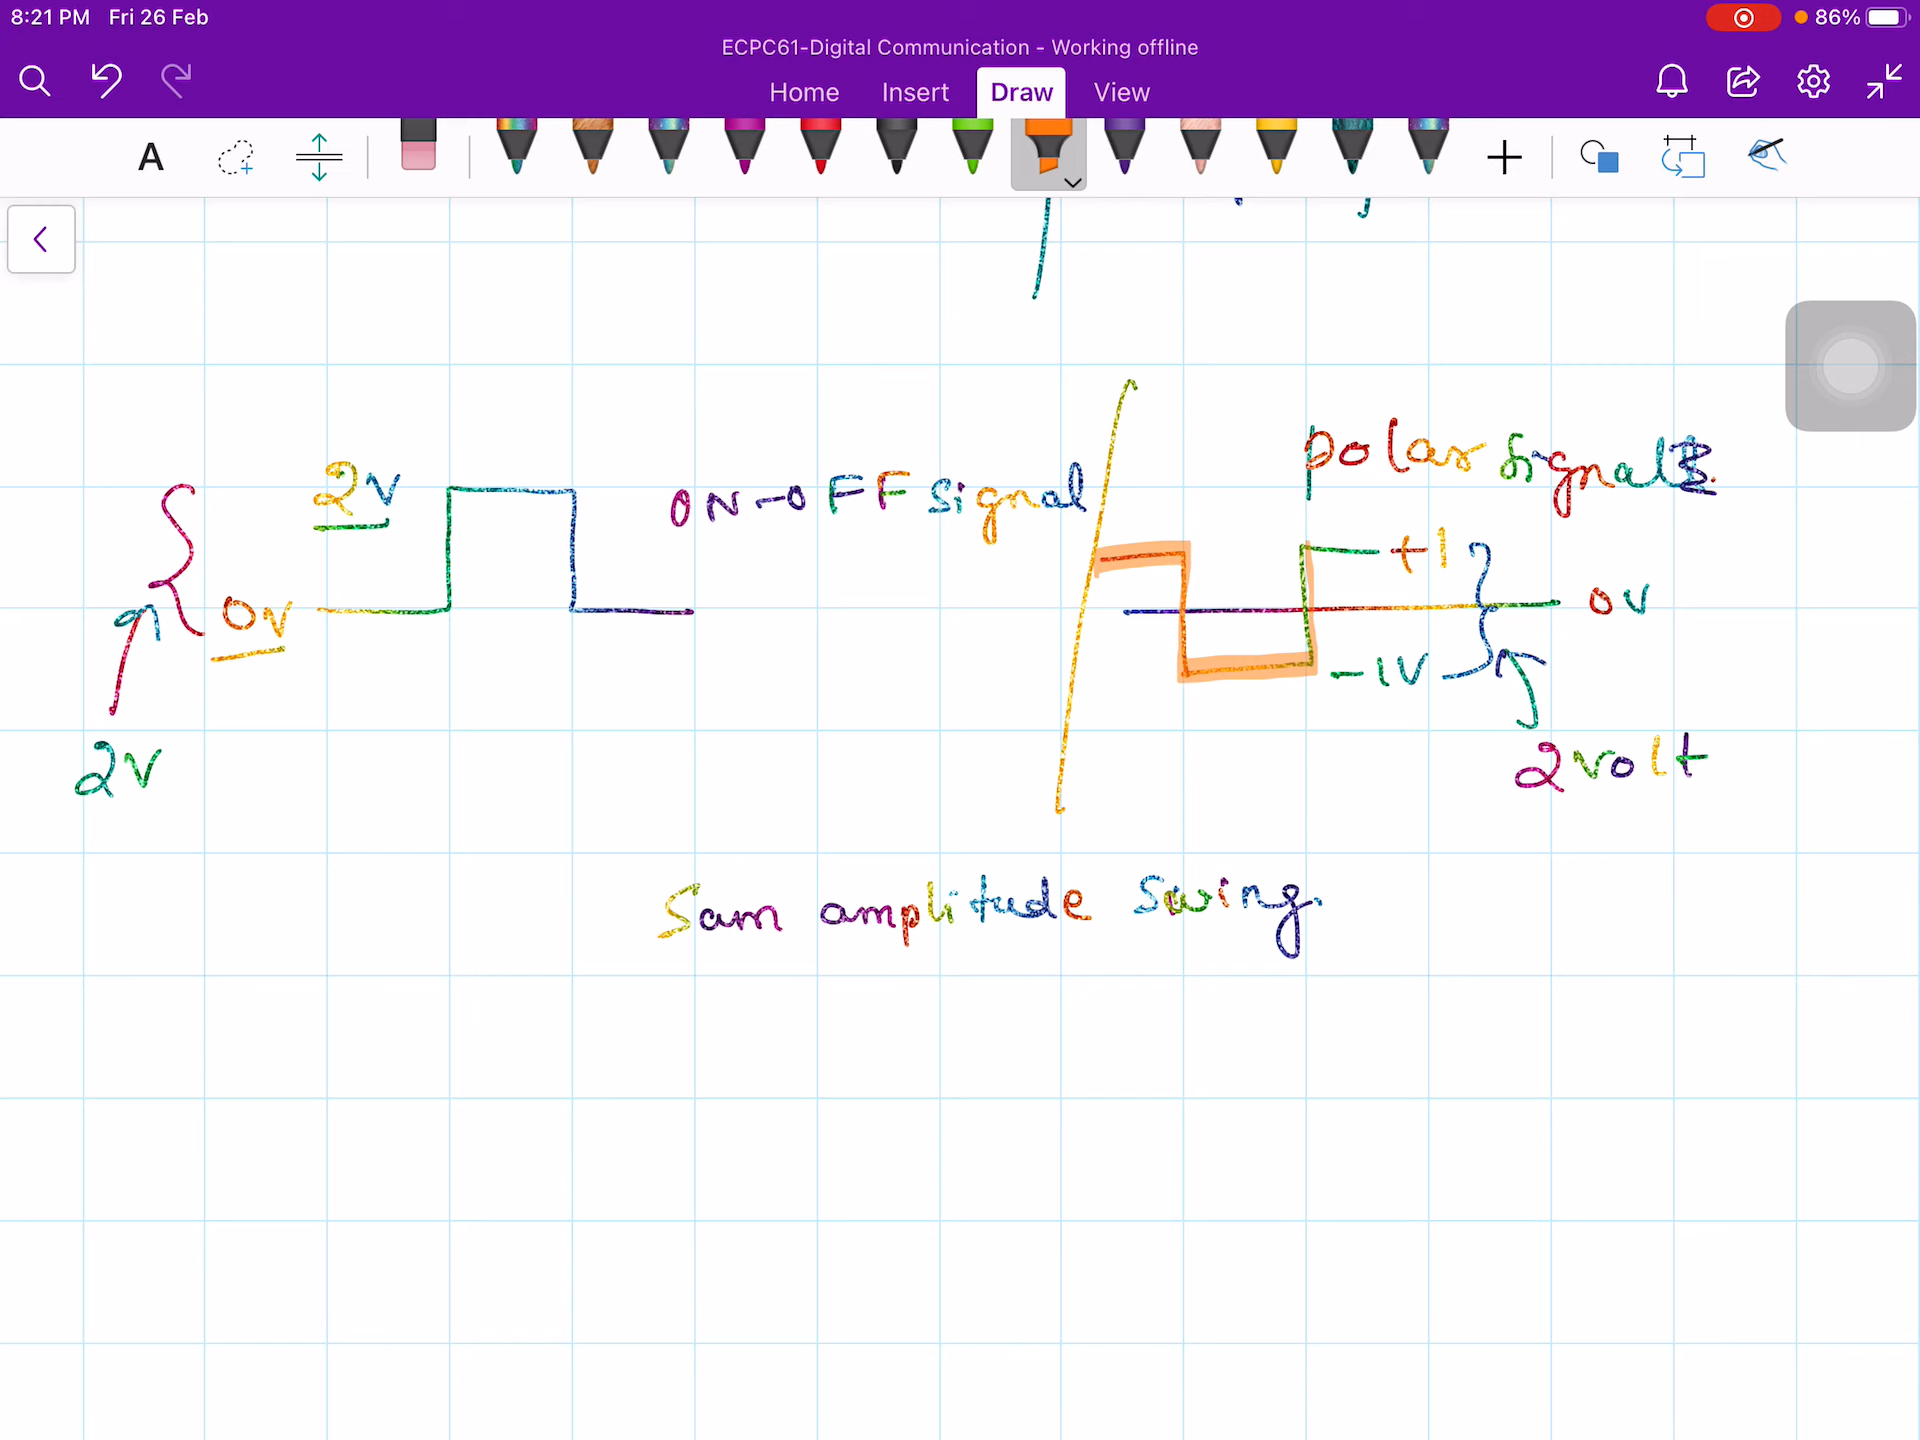 8:21 PM Fri 26 Feb
86%
ECPC61-Digital Communication - Working offline
Home Insert Draw View
A
polar signal
2V
ON-OFF signal
+1
0V
0V
-1V
2V
2volt
Sam amplitude swing.